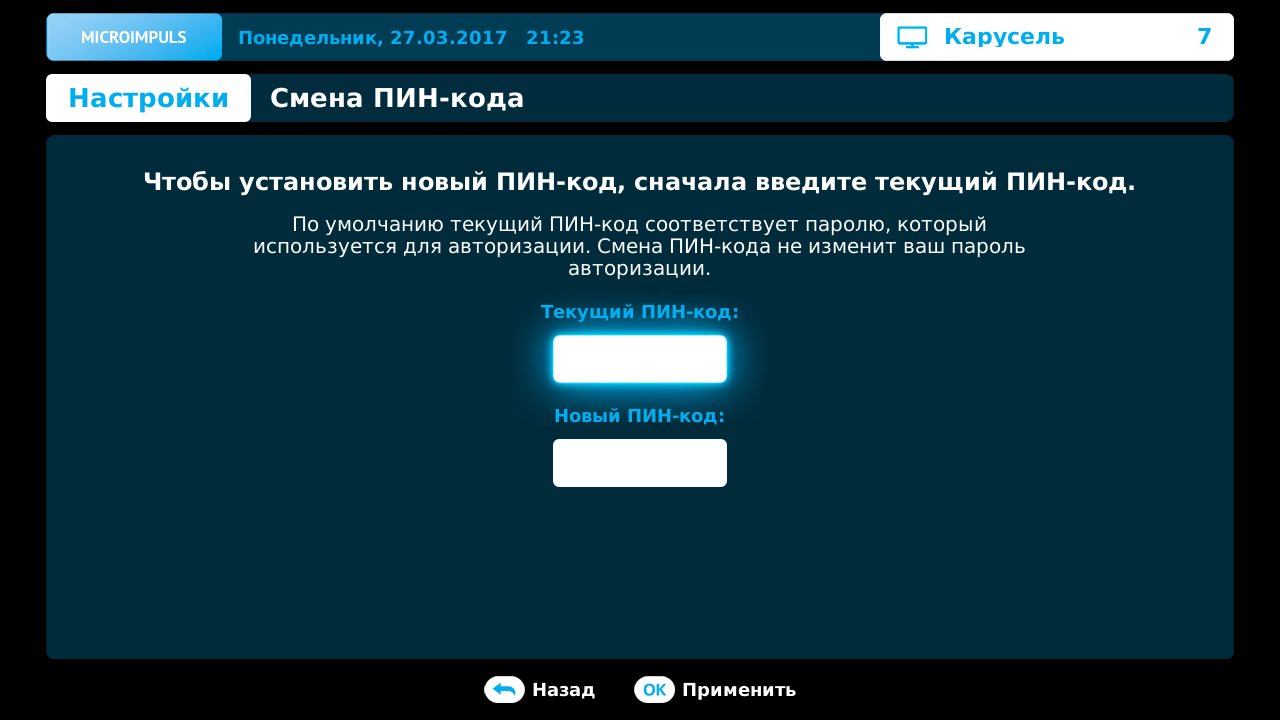 MICROIMPULS Понедельник, 27.03.2017 21:23 Карусель 7
Настройки Смена ПИН-кода
Чтобы установить новый ПИН-код, сначала введите текущий ПИН-код.
По умолчанию текущий ПИН-код соответствует паролю, который
используется для авторизации. Смена ПИН-кода не изменит ваш пароль
авторизации.
Текущий ПИН-код:
Новый ПИН-код:
Назад OK Применить